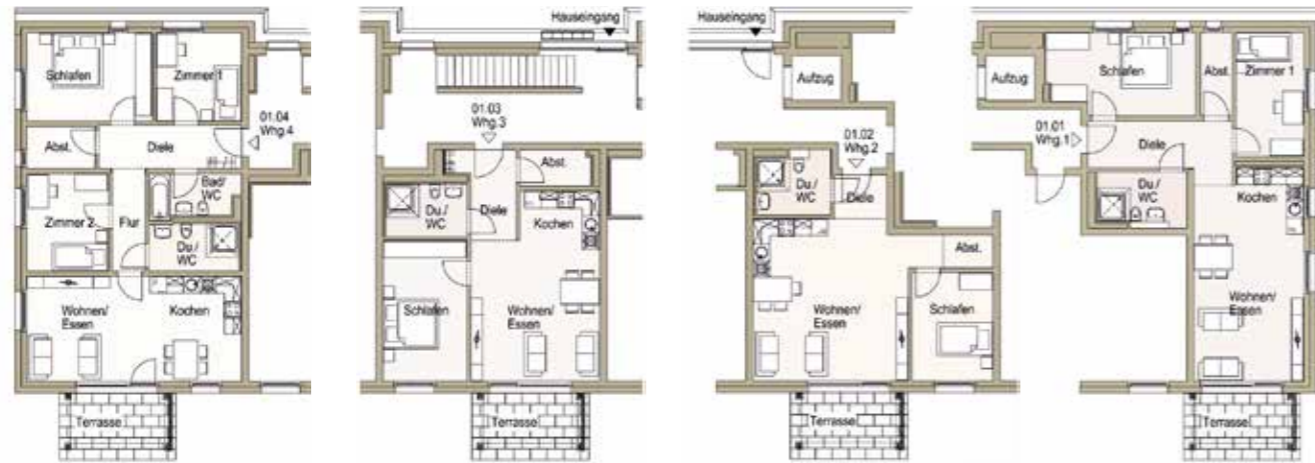 Schlafen
Zimmer 1
01.04
Whg.4
Abst.
Diele
Bad/
WC
Zimmer 2
Flur
Du./
WC
Wohnen/
Essen
Kochen
Terrasse
Hauseingang
01.03
Whg.3
Abst.
Du./
WC
Diele
Kochen
Schlafen
Wohnen/
Essen
Terrasse
Hauseingang
Aufzug
01.02
Whg.2
Du./
WC
Diele
Abst.
Wohnen/
Essen
Schlafen
Terrasse
Aufzug
Schlafen
Abst.
Zimmer 1
01.01
Whg.1
Diele
Du./
WC
Kochen
Wohnen/
Essen
Terrasse